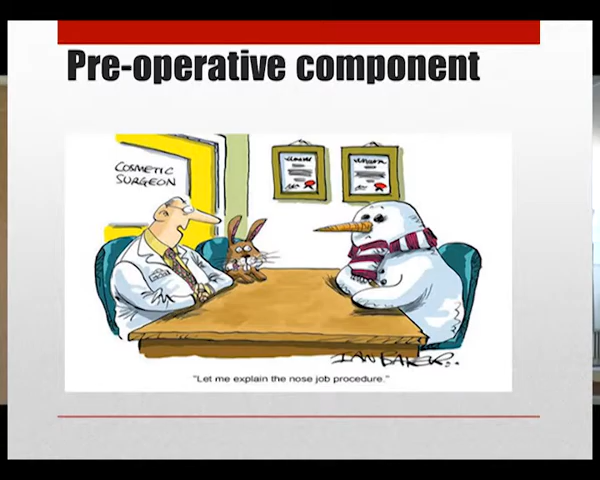 Pre-operative component
COSMETIC
SURGEON
IAN BAKER.
"Let me explain the nose job procedure."